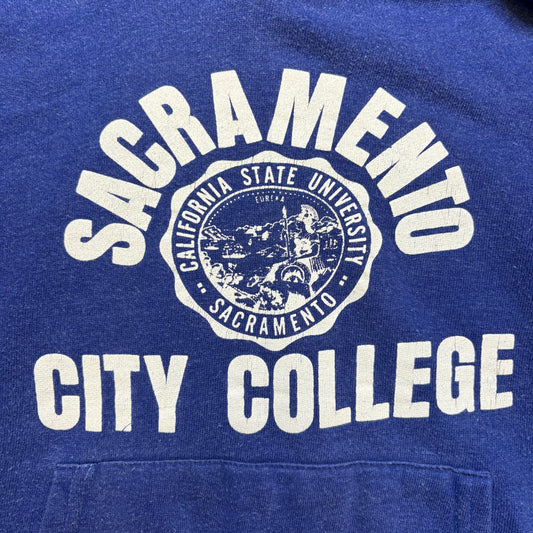 SACRAMENTO
CALIFORNIA STATE UNIVERSITY
EUREKA
SACRAMENTO
CITY COLLEGE